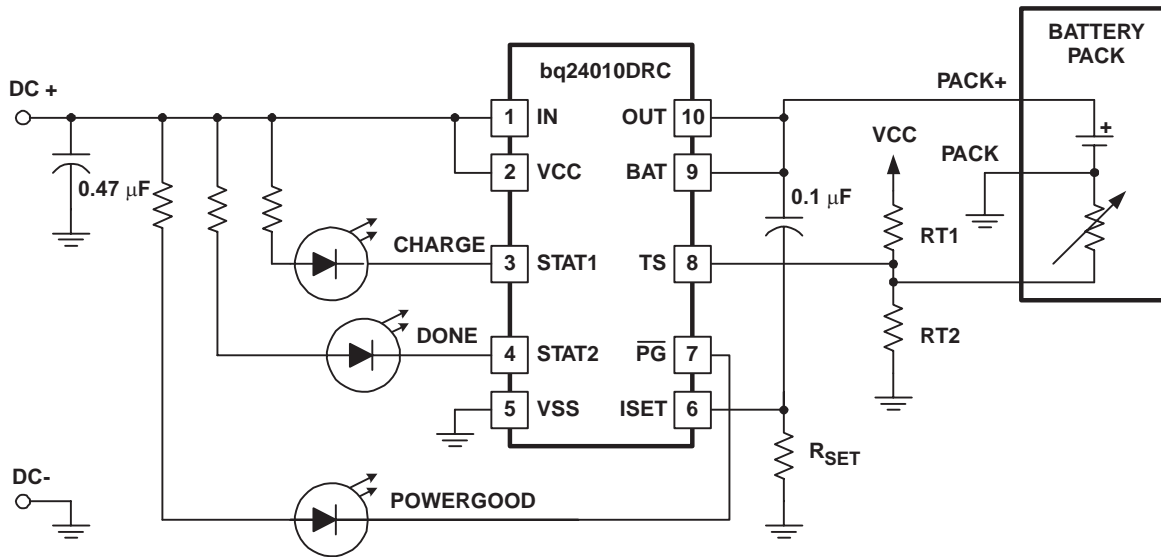 BATTERY
PACK
bq24010DRC
DC +
PACK+
1 IN OUT 10
VCC
+
PACK
2 VCC BAT 9
0.47 μF
0.1 μF
RT1
CHARGE
3 STAT1 TS 8
DONE
RT2
4 STAT2 PG 7
5 VSS ISET 6
RSET
DC-
POWERGOOD